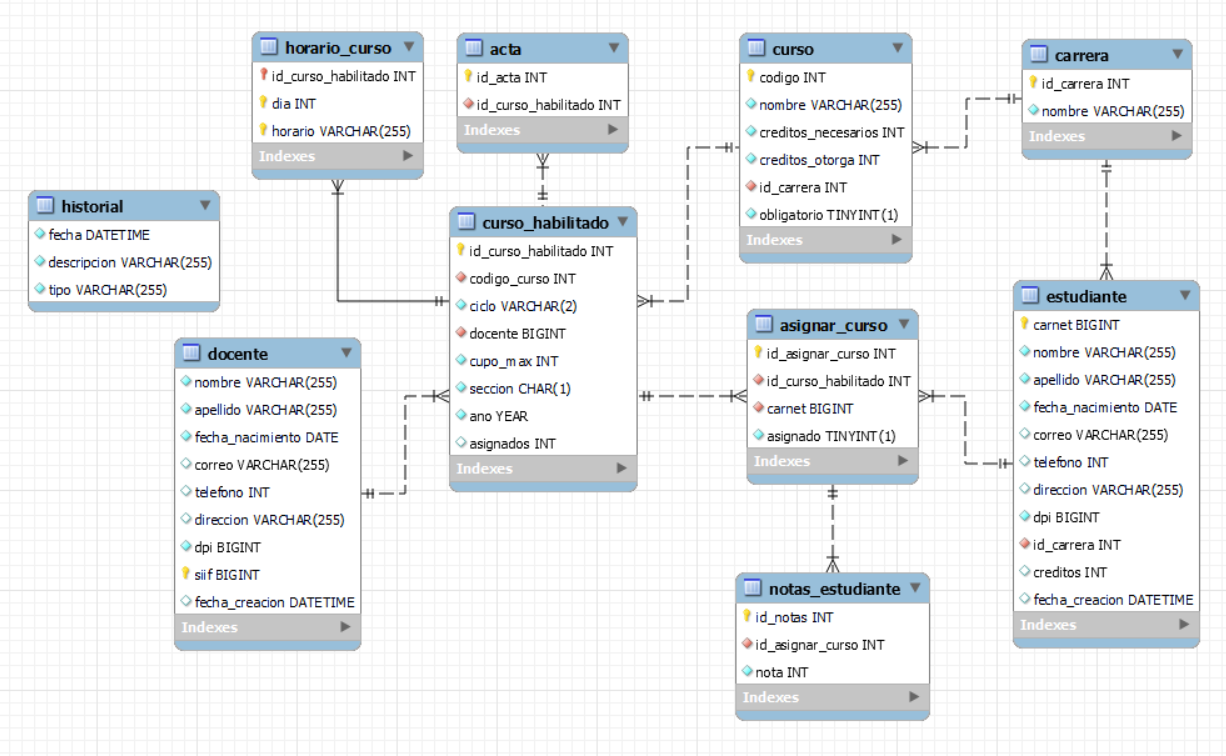 horario_curso
id_curso_habilitado INT
dia INT
horario VARCHAR(255)
Indexes
acta
id_acta INT
id_curso_habilitado INT
Indexes
curso
codigo INT
nombre VARCHAR(255)
creditos_necesarios INT
creditos_otorga INT
id_carrera INT
obligatorio TINYINT(1)
Indexes
carrera
id_carrera INT
nombre VARCHAR(255)
Indexes
historial
fecha DATETIME
descripcion VARCHAR(255)
tipo VARCHAR(255)
curso_habilitado
id_curso_habilitado INT
codigo_curso INT
ciclo VARCHAR(2)
docente BIGINT
cupo_max INT
seccion CHAR(1)
ano YEAR
asignados INT
Indexes
docente
nombre VARCHAR(255)
apellido VARCHAR(255)
fecha_nacimiento DATE
correo VARCHAR(255)
telefono INT
direccion VARCHAR(255)
dpi BIGINT
siif BIGINT
fecha_creacion DATETIME
Indexes
asignar_curso
id_asignar_curso INT
id_curso_habilitado INT
carnet BIGINT
asignado TINYINT(1)
Indexes
estudiante
carnet BIGINT
nombre VARCHAR(255)
apellido VARCHAR(255)
fecha_nacimiento DATE
correo VARCHAR(255)
telefono INT
direccion VARCHAR(255)
dpi BIGINT
id_carrera INT
creditos INT
fecha_creacion DATETIME
Indexes
notas_estudiante
id_notas INT
id_asignar_curso INT
nota INT
Indexes